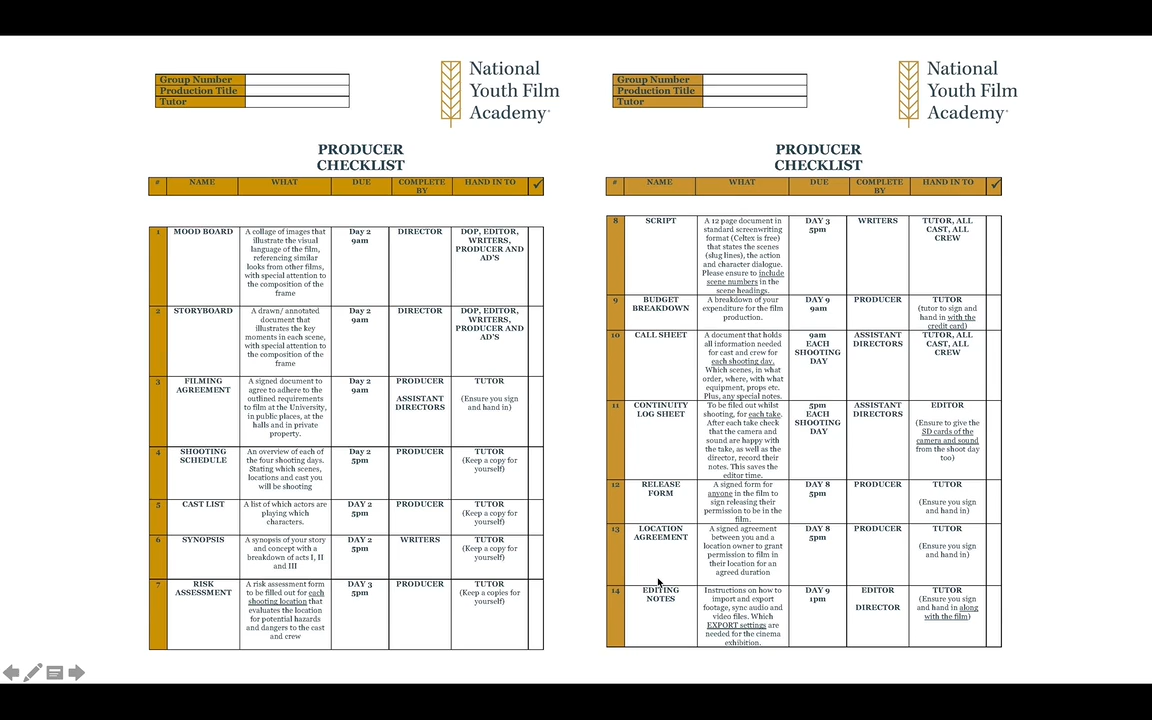 Group Number
Production Title
Tutor
National
Youth Film
Academy
PRODUCER
CHECKLIST
# NAME WHAT DUE COMPLETE BY HAND IN TO ✓
1 MOOD BOARD
A collage of images that
illustrate the visual
language of the film,
referencing similar
looks from other films,
with special attention to
the composition of the
frame
Day 2
9am
DIRECTOR
DOP, EDITOR,
WRITERS,
PRODUCER AND
AD'S
2 STORYBOARD
A drawn/ annotated
document that
illustrates the key
moments in each scene,
with special attention to
the composition of the
frame
Day 2
9am
DIRECTOR
DOP, EDITOR,
WRITERS,
PRODUCER AND
AD'S
3 FILMING
AGREEMENT
A signed document to
agree to adhere to the
outlined requirements
to film at the University,
in public places, at the
halls and in private
property.
Day 2
9am
PRODUCER
ASSISTANT
DIRECTORS
TUTOR
(Ensure you sign
and hand in)
4 SHOOTING
SCHEDULE
An overview of each of
the four shooting days.
Stating which scenes,
locations and cast you
will be shooting
Day 2
5pm
PRODUCER
TUTOR
(Keep a copy for
yourself)
5 CAST LIST
A list of which actors are
playing which
characters.
DAY 2
5pm
PRODUCER
TUTOR
(Keep a copy for
yourself)
6 SYNOPSIS
A synopsis of your story
and concept with a
breakdown of acts I, II
and III
DAY 2
5pm
WRITERS
TUTOR
(Keep a copy for
yourself)
7 RISK
ASSESSMENT
A risk assessment form
to be filled out for each
shooting location that
evaluates the location
for potential hazards
and dangers to the cast
and crew
DAY 3
5pm
PRODUCER
TUTOR
(Keep a copies for
yourself)
Group Number
Production Title
Tutor
National
Youth Film
Academy
PRODUCER
CHECKLIST
# NAME WHAT DUE COMPLETE BY HAND IN TO ✓
8 SCRIPT
A 12 page document in
standard screenwriting
format (Celtex is free)
that states the scenes
(slug lines), the action
and character dialogue.
Please ensure to include
scene numbers in the
scene headings.
DAY 3
5pm
WRITERS
TUTOR, ALL
CAST, ALL
CREW
9 BUDGET
BREAKDOWN
A breakdown of your
expenditure for the film
production.
DAY 9
9am
PRODUCER
TUTOR
(tutor to sign and
hand in with the
credit card)
10 CALL SHEET
A document that holds
all information needed
for cast and crew for
each shooting day.
Which scenes, in what
order, where, with what
equipment, props etc.
Plus, any special notes.
9am
EACH
SHOOTING
DAY
ASSISTANT
DIRECTORS
TUTOR, ALL
CAST, ALL
CREW
11 CONTINUITY
LOG SHEET
To be filed out whilst
shooting, for each take.
After each take check
that the camera and
sound are happy with
the take, as well as the
director, record their
notes. This saves the
editor time.
5pm
EACH
SHOOTING
DAY
ASSISTANT
DIRECTORS
EDITOR
(Ensure to give the
SD cards of the
camera and sound
from the shoot day
too)
12 RELEASE
FORM
A signed form for
anyone in the film to
sign releasing their
permission to be in the
film.
DAY 8
5pm
PRODUCER
TUTOR
(Ensure you sign
and hand in)
13 LOCATION
AGREEMENT
A signed agreement
between you and a
location owner to grant
permission to film in
their location for an
agreed duration
DAY 8
5pm
PRODUCER
TUTOR
(Ensure you sign
and hand in)
14 EDITING
NOTES
Instructions on how to
import and export
footage, sync audio and
video files. Which
EXPORT settings are
needed for the cinema
exhibition.
DAY 9
1pm
EDITOR
DIRECTOR
TUTOR
(Ensure you sign
and hand in along
with the film)